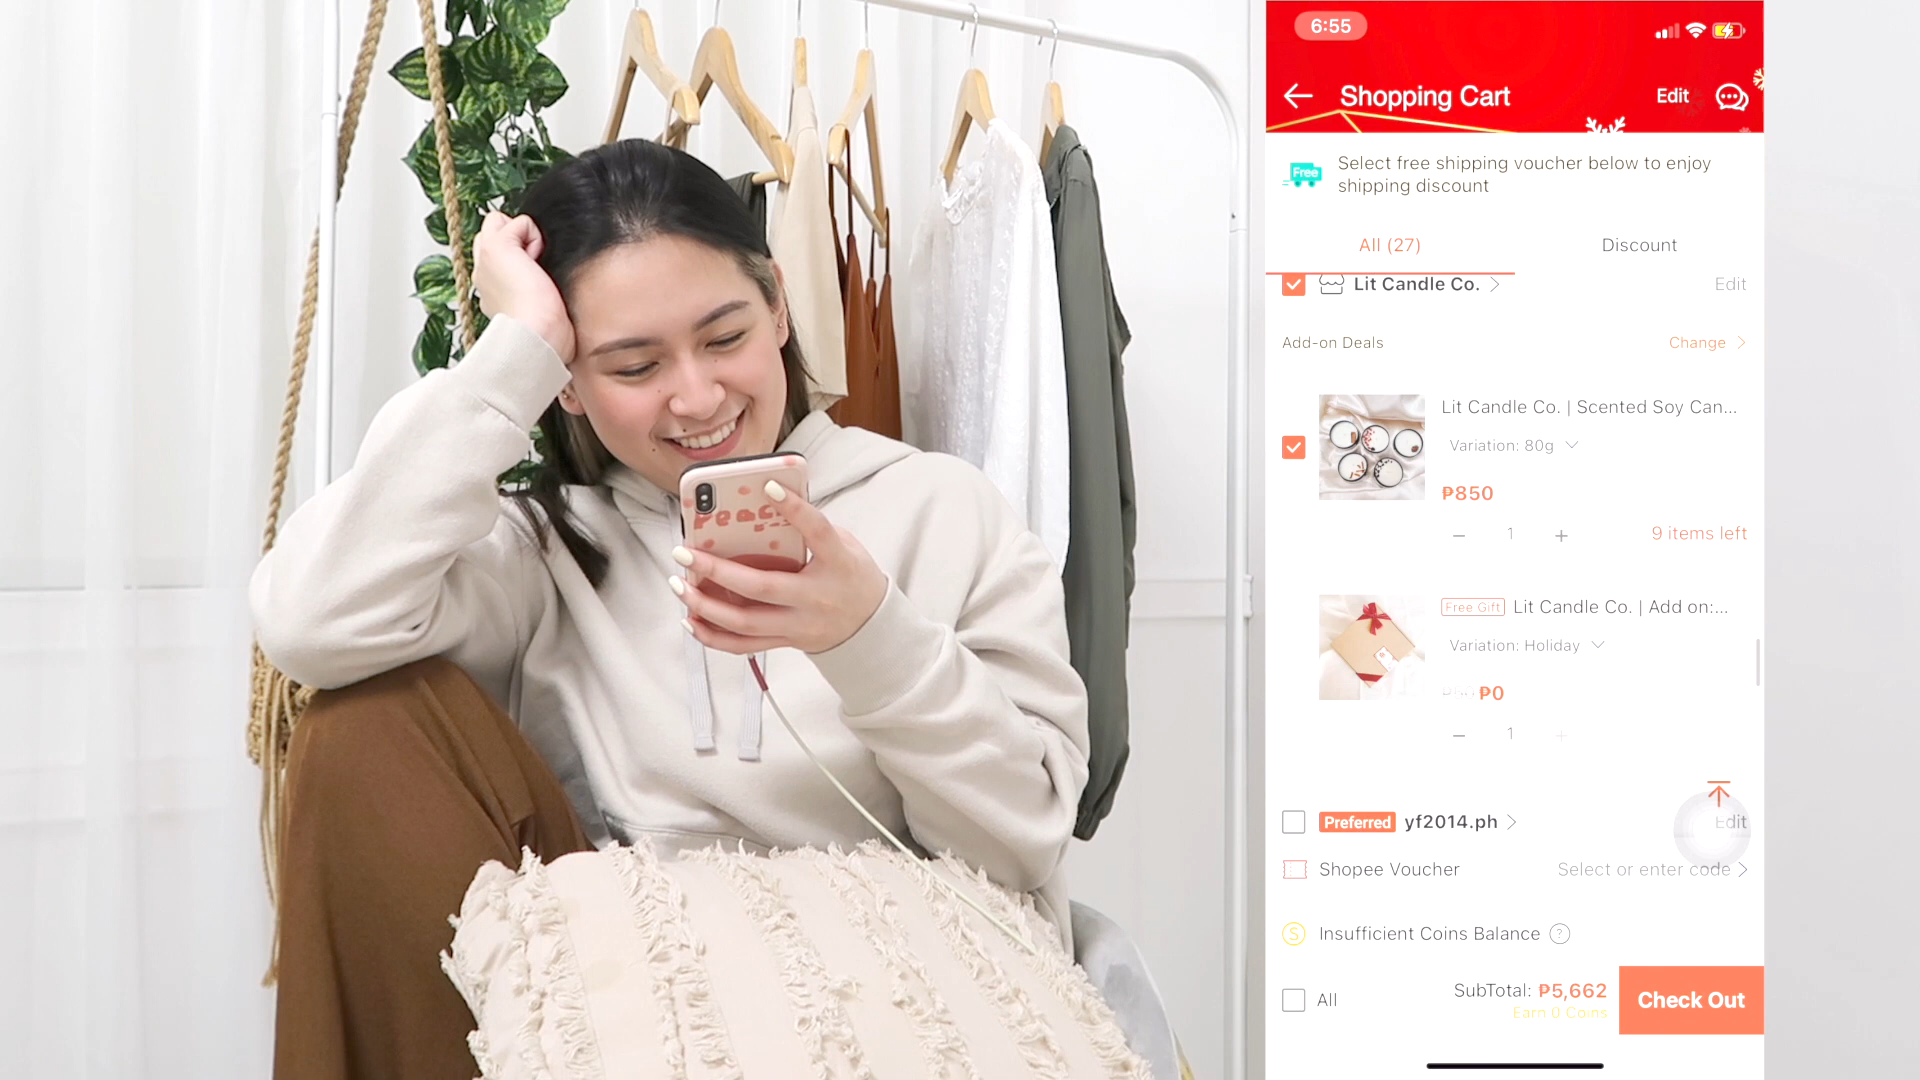 Peach
6:55
Shopping Cart
Edit
Free
Select free shipping voucher below to enjoy
shipping discount
All (27)
Discount
Lit Candle Co.
Edit
Add-on Deals
Change
Lit Candle Co. | Scented Soy Can...
Variation: 80g
₱850
1
9 items left
Free Gift Lit Candle Co. | Add on:...
Variation: Holiday
₱0
1
Preferred yf2014.ph
Edit
Shopee Voucher
Select or enter code
S Insufficient Coins Balance ?
All
SubTotal: ₱5,662
Earn 0 Coins
Check Out